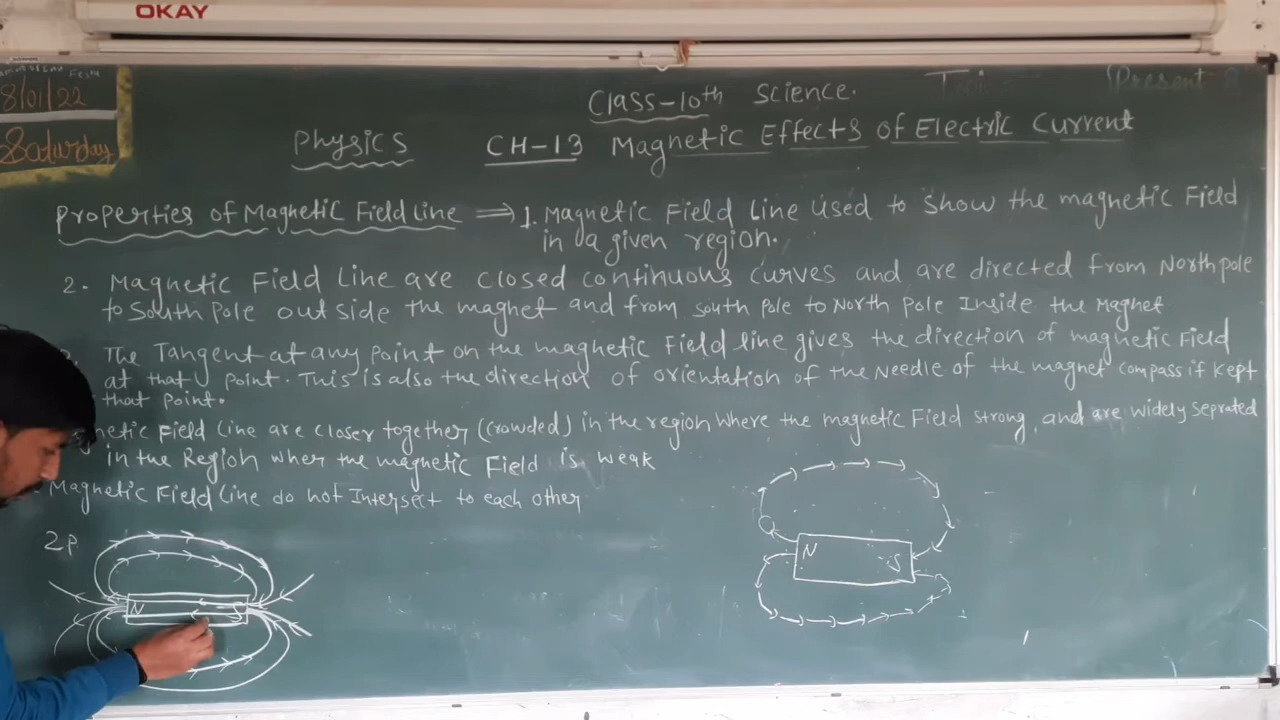 OKAY
8/01/22
Saturday
Present
Class-10th Science.
Physics CH-13 Magnetic Effects of Electric Current
Properties of Magnetic Field Line ⇒ 1. Magnetic Field Line used to show the magnetic Field
in a given region.
2. Magnetic Field Line are closed continuous curves and are directed from North pole
to South Pole out side the magnet and from south pole to North Pole Inside the Magnet
The Tangent at any point on the magnetic Field line gives the direction of magnetic Field
at that point. This is also the direction of orientation of the Needle of the magnet compass if kept
that point.
netic Field Line are closer together (crowded) in the region where the magnetic Field strong, and are widely seprated
in the Region wher the magnetic Field is weak
Magnetic Field Line do not Intersect to each other
2p
N S
N S